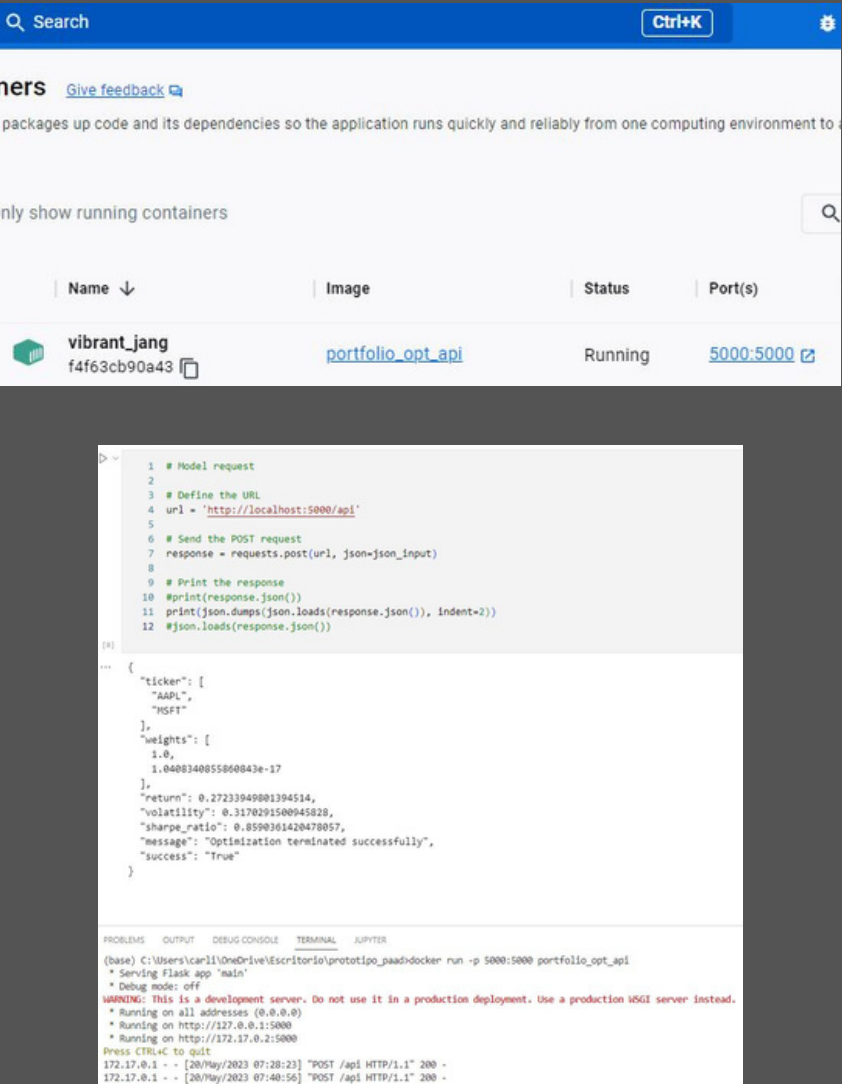 Search
Ctrl+K
ners Give feedback
packages up code and its dependencies so the application runs quickly and reliably from one computing environment to a
nly show running containers
Name Image Status Port(s)
vibrant_jang
f4f63cb90a43
portfolio_opt_api Running 5000:5000
1 # Model request
2
3 # Define the URL
4 url = 'http://localhost:5000/api'
5
6 # Send the POST request
7 response = requests.post(url, json=json_input)
8
9 # Print the response
10 #print(response.json())
11 print(json.dumps(json.loads(response.json()), indent=2))
12 #json.loads(response.json())
[8]
... {
"ticker": [
"AAPL",
"MSFT"
],
"weights": [
1.0,
1.0408340855860843e-17
],
"return": 0.27233949801394514,
"volatility": 0.3170291500945828,
"sharpe_ratio": 0.8590361420478057,
"message": "Optimization terminated successfully",
"success": "True"
}
PROBLEMS OUTPUT DEBUG CONSOLE TERMINAL JUPYTER
(base) C:\Users\carli\OneDrive\Escritorio\prototipo_paad>docker run -p 5000:5000 portfolio_opt_api
* Serving Flask app 'main'
* Debug mode: off
WARNING: This is a development server. Do not use it in a production deployment. Use a production WSGI server instead.
* Running on all addresses (0.0.0.0)
* Running on http://127.0.0.1:5000
* Running on http://172.17.0.2:5000
Press CTRL+C to quit
172.17.0.1 - - [20/May/2023 07:28:23] "POST /api HTTP/1.1" 200 -
172.17.0.1 - - [20/May/2023 07:40:56] "POST /api HTTP/1.1" 200 -